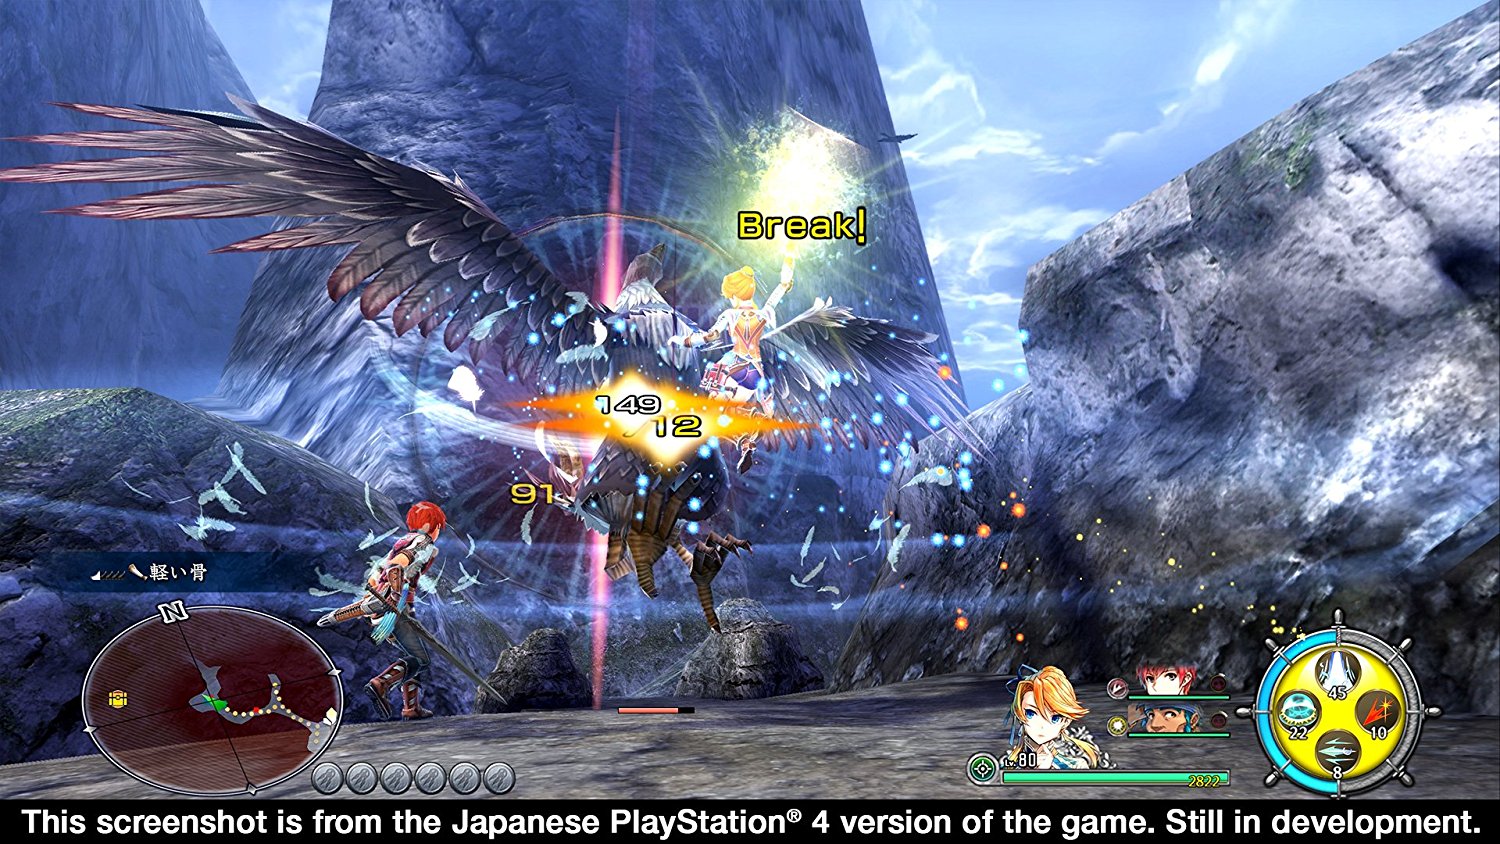 Break!
149
12
91
軽い骨
N
45
22
10
8
Lv.80
2822
This screenshot is from the Japanese PlayStation® 4 version of the game. Still in development.